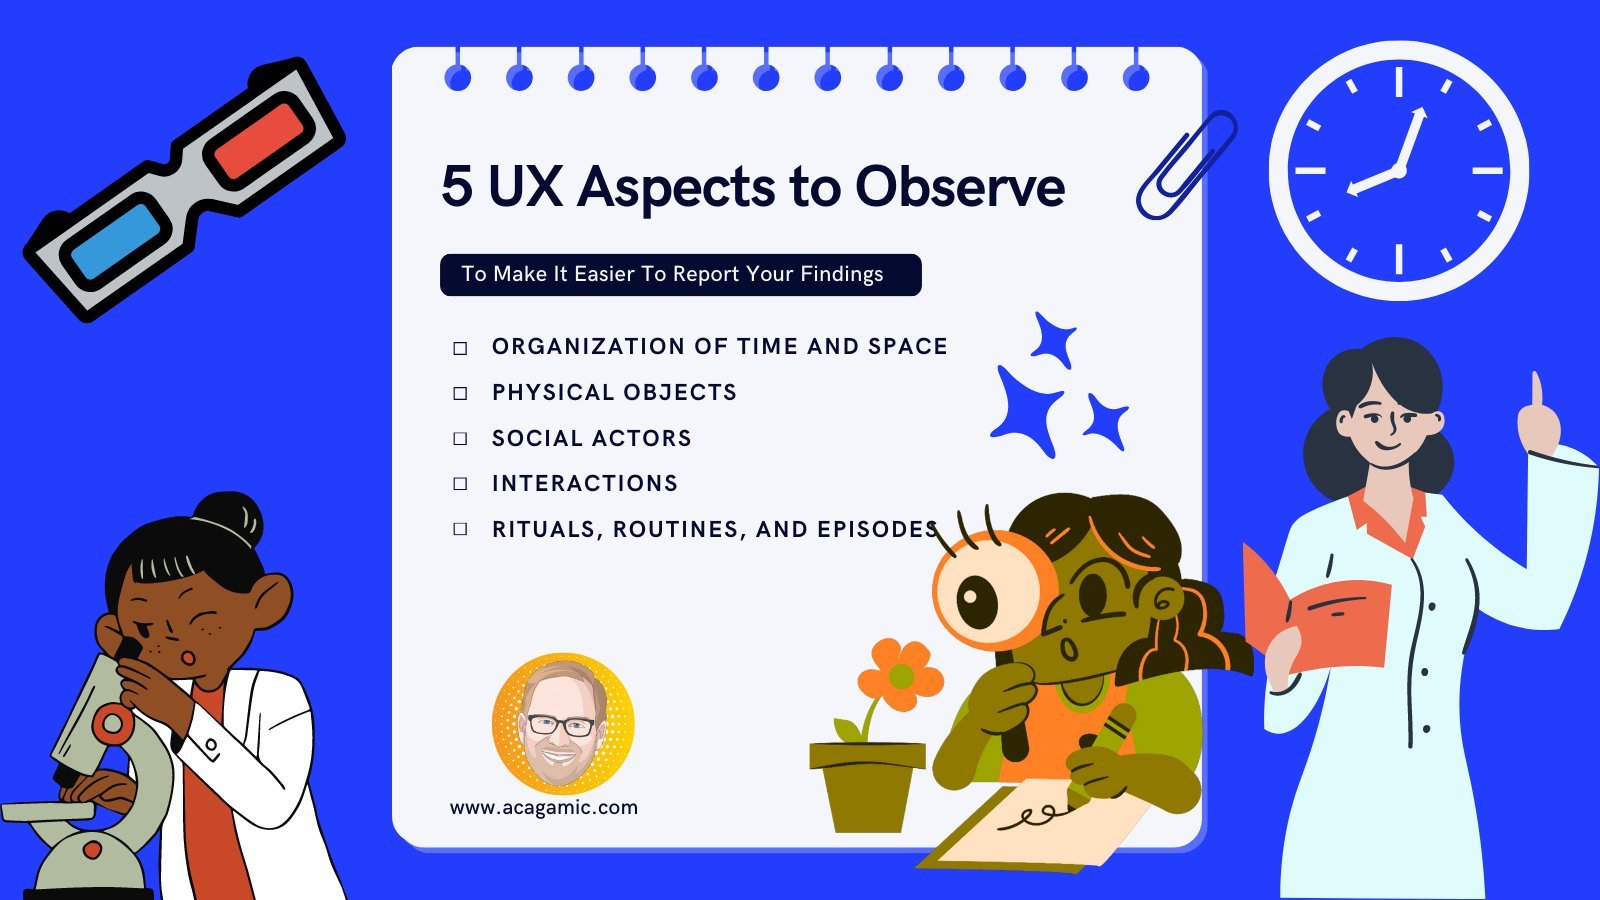 5 UX Aspects to Observe
To Make It Easier To Report Your Findings
ORGANIZATION OF TIME AND SPACE
PHYSICAL OBJECTS
SOCIAL ACTORS
INTERACTIONS
RITUALS, ROUTINES, AND EPISODES
www.acagamic.com